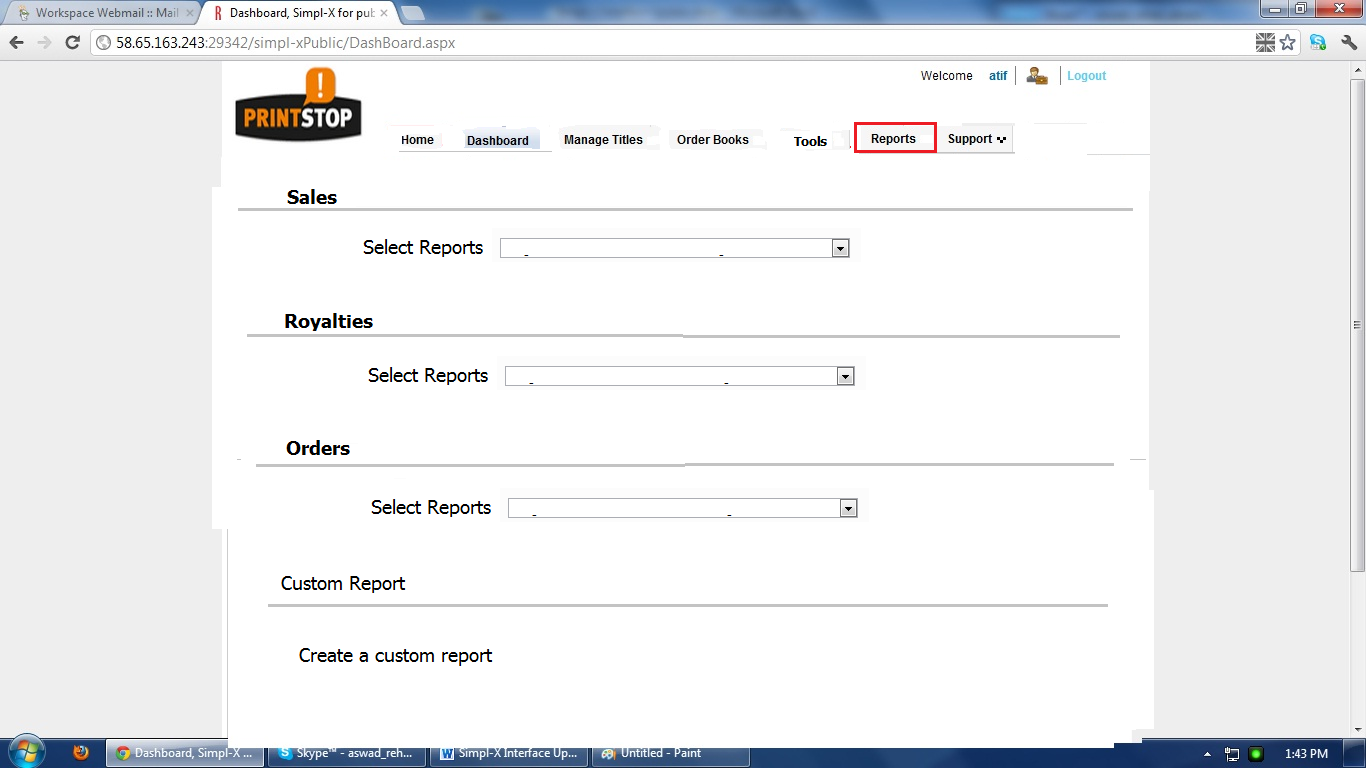 Workspace Webmail :: Mail
Dashboard, Simpl-X for pub
58.65.163.243:29342/simpl-xPublic/DashBoard.aspx
Welcome atif Logout
!
PRINTSTOP
Home Dashboard Manage Titles Order Books Tools Reports Support
Sales
Select Reports
Royalties
Select Reports
Orders
Select Reports
Custom Report
Create a custom report
Dashboard, Simpl-X ... Skype™ - aswad_reh... Simpl-X Interface Up... Untitled - Paint 1:43 PM